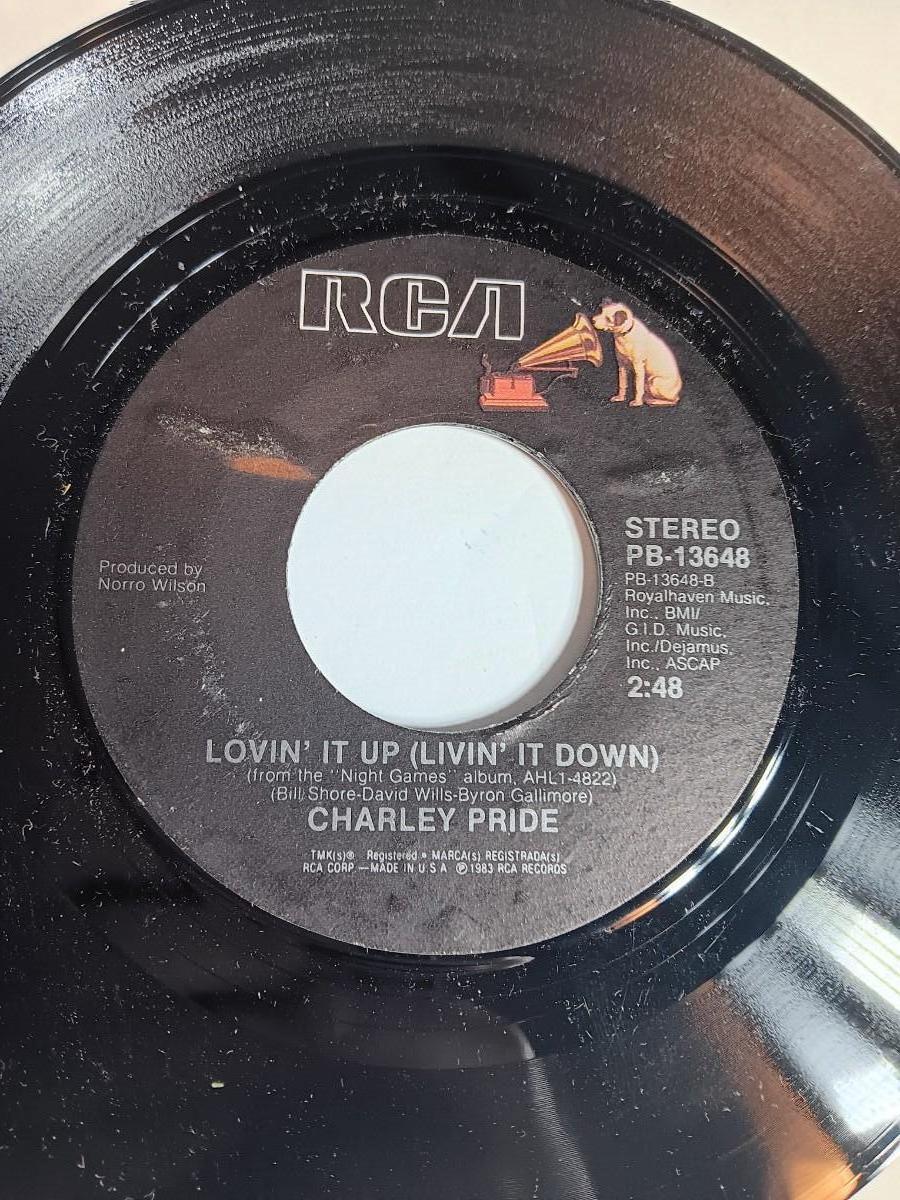 RCA
Produced by
Norro Wilson
STEREO
PB-13648
PB-13648-B
Royalhaven Music,
Inc., BMI/
G.I.D. Music,
Inc./Dejamus,
Inc., ASCAP
2:48
LOVIN' IT UP (LIVIN' IT DOWN)
(from the "Night Games" album, AHL1-4822)
(Bill Shore-David Wills-Byron Gallimore)
CHARLEY PRIDE
TMK(s)® Registered • MARCA(s) REGISTRADA(s)
RCA CORP.—MADE IN U S A ℗1983 RCA RECORDS